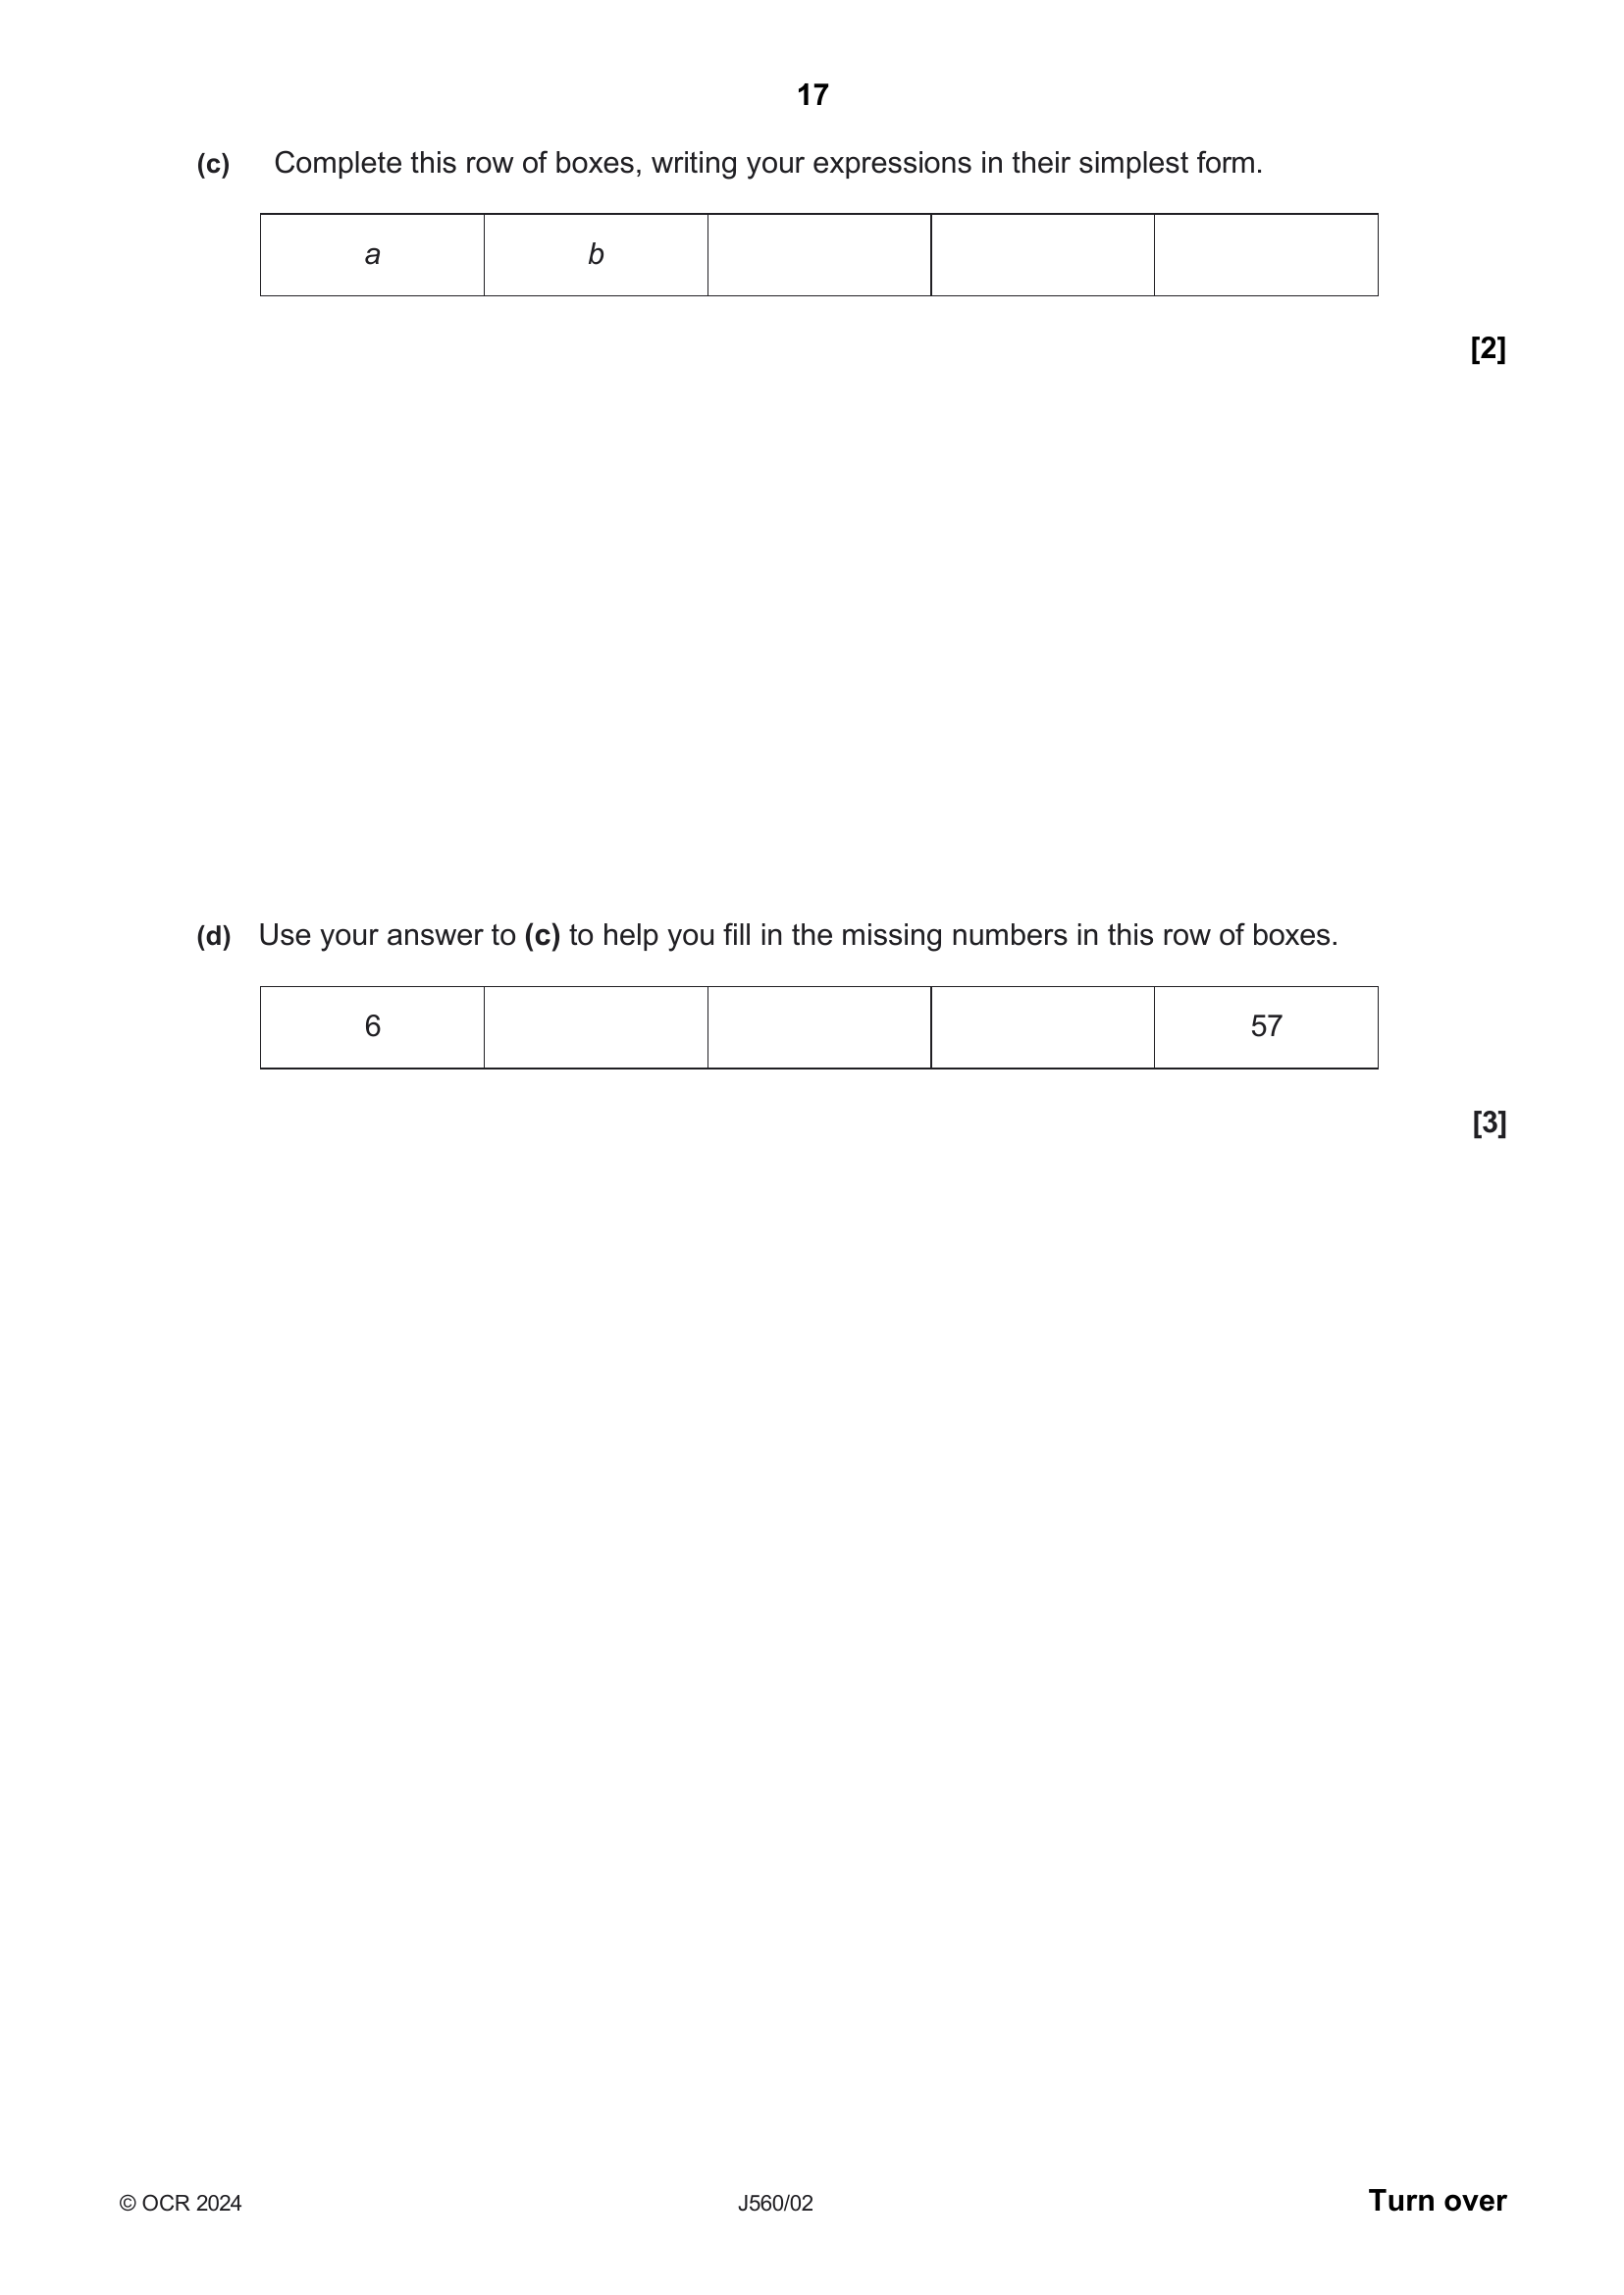 17
(c) Complete this row of boxes, writing your expressions in their simplest form.
a b
[2]
(d) Use your answer to (c) to help you fill in the missing numbers in this row of boxes.
6 57
[3]
© OCR 2024 J560/02 Turn over